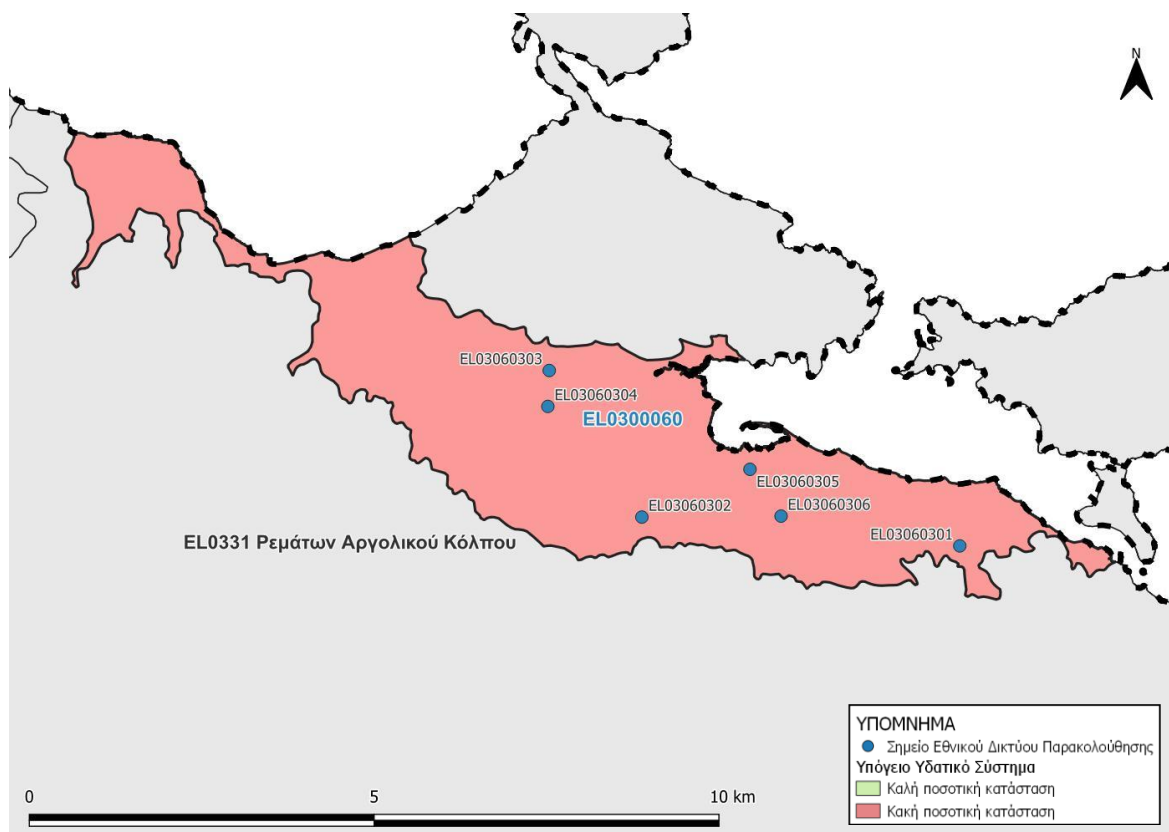 N
EL03060303
EL03060304
EL0300060
EL03060305
EL03060302
EL03060306
EL03060301
EL0331 Ρεμάτων Αργολικού Κόλπου
ΥΠΟΜΝΗΜΑ
Σημείο Εθνικού Δικτύου Παρακολούθησης
Υπόγειο Υδατικό Σύστημα
Καλή ποσοτική κατάσταση
Κακή ποσοτική κατάσταση
0 5 10 km